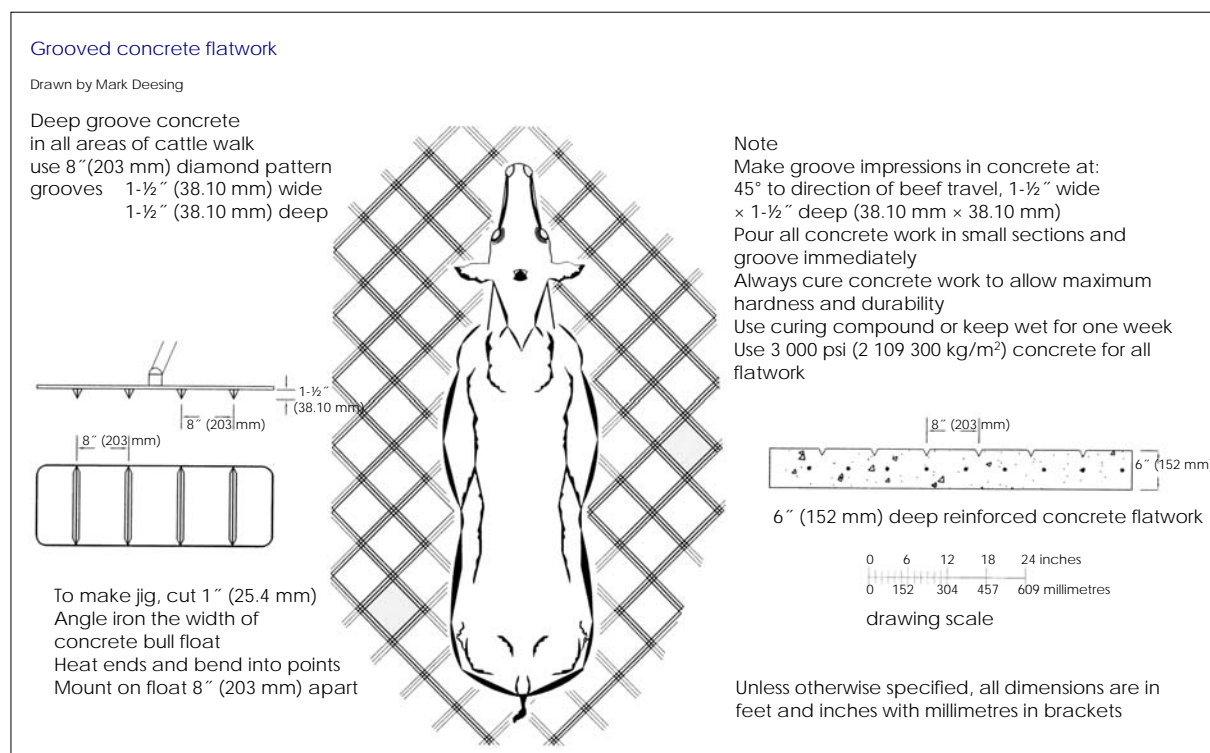 Grooved concrete flatwork
Drawn by Mark Deesing
Deep groove concrete
in all areas of cattle walk
use 8″(203 mm) diamond pattern
grooves 1-½″ (38.10 mm) wide
1-½″ (38.10 mm) deep
1-½″
(38.10 mm)
8″ (203 mm)
8″ (203 mm)
To make jig, cut 1″ (25.4 mm)
Angle iron the width of
concrete bull float
Heat ends and bend into points
Mount on float 8″ (203 mm) apart
Note
Make groove impressions in concrete at:
45° to direction of beef travel, 1-½″ wide
× 1-½″ deep (38.10 mm × 38.10 mm)
Pour all concrete work in small sections and
groove immediately
Always cure concrete work to allow maximum
hardness and durability
Use curing compound or keep wet for one week
Use 3 000 psi (2 109 300 kg/m²) concrete for all
flatwork
8″ (203 mm)
6″ (152 mm)
6″ (152 mm) deep reinforced concrete flatwork
0 6 12 18 24 inches
0 152 304 457 609 millimetres
drawing scale
Unless otherwise specified, all dimensions are in
feet and inches with millimetres in brackets